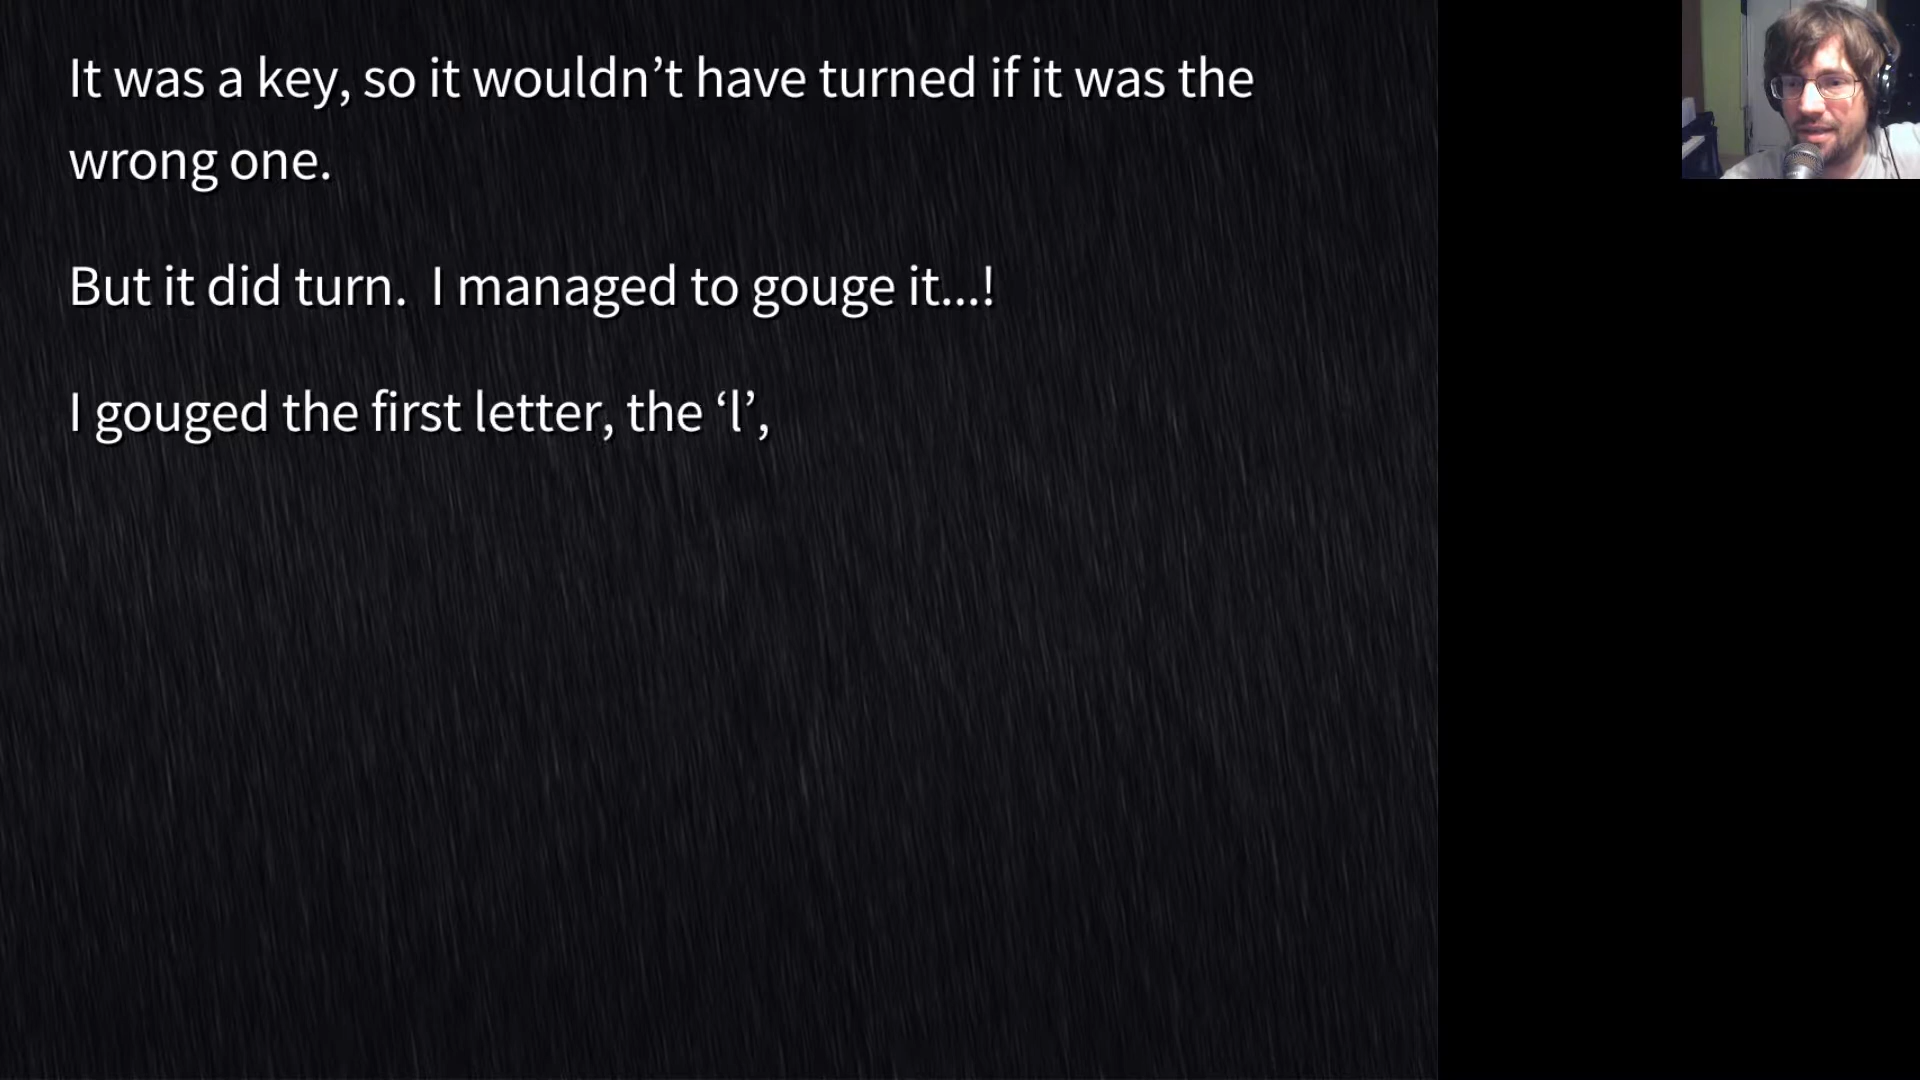 It was a key, so it wouldn’t have turned if it was the
wrong one.
But it did turn.  I managed to gouge it...!
I gouged the first letter, the ‘l’,